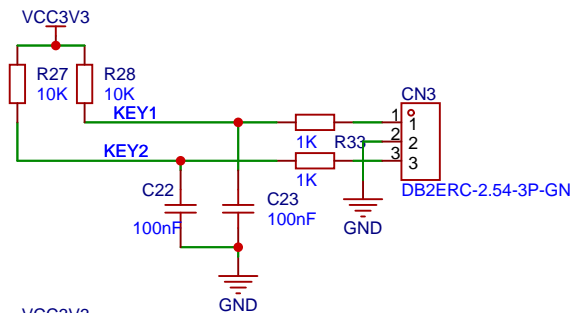 VCC3V3
R27
10K
R28
10K
KEY1
KEY2
1K
R33
1K
CN3
1
1
2
2
3
3
DB2ERC-2.54-3P-GN
C22
100nF
C23
100nF
GND
GND
VCC3V3